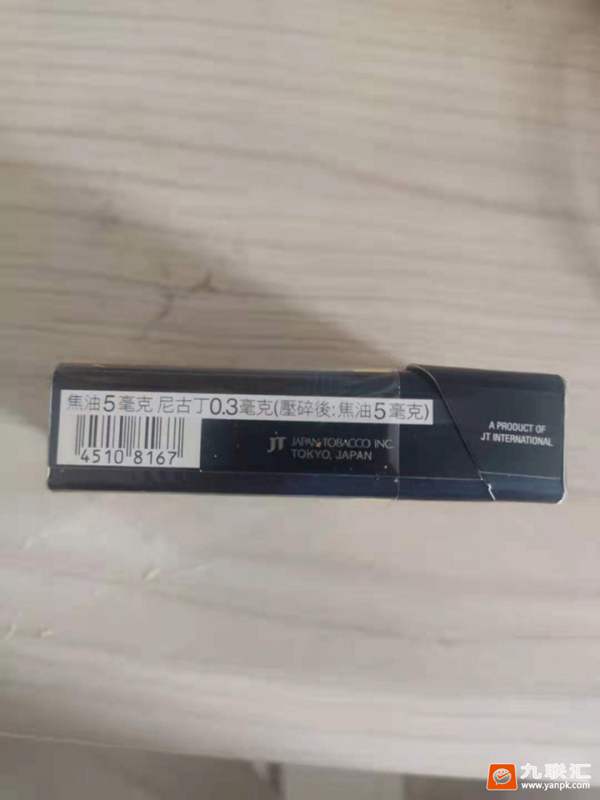 焦油5毫克 尼古丁0.3毫克(壓碎後:焦油5毫克)
4510 8167
JT JAPAN TOBACCO INC.
TOKYO, JAPAN
A PRODUCT OF
JT INTERNATIONAL
九联汇
www.yanpk.com